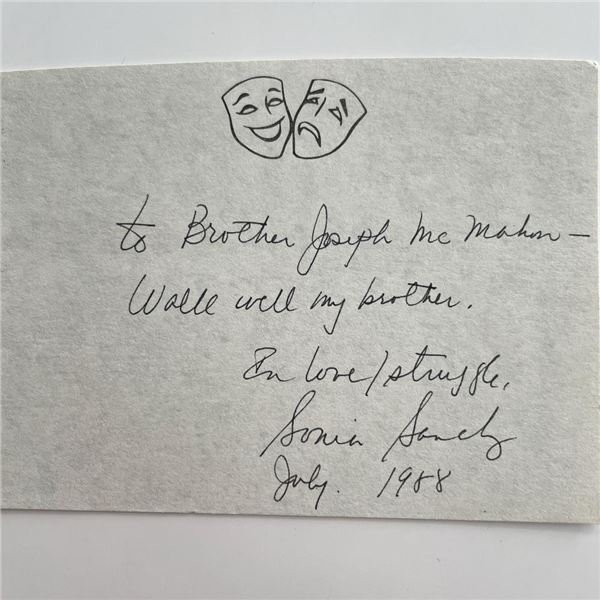 to Brother Joseph Mc Mahon—
Walk well my brother.
In love/struggle,
Sonia Sanchez
July. 1988